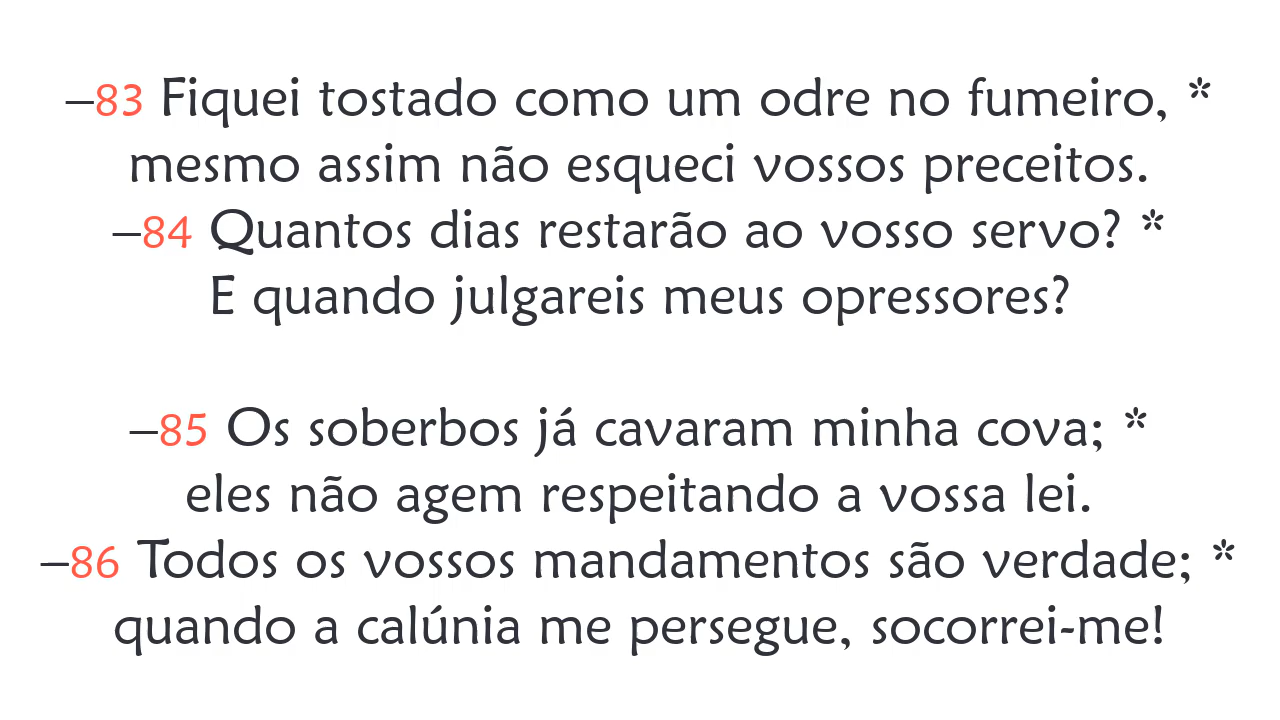 –83 Fiquei tostado como um odre no fumeiro, *
mesmo assim não esqueci vossos preceitos.
–84 Quantos dias restarão ao vosso servo? *
E quando julgareis meus opressores?
–85 Os soberbos já cavaram minha cova; *
eles não agem respeitando a vossa lei.
–86 Todos os vossos mandamentos são verdade; *
quando a calúnia me persegue, socorrei-me!